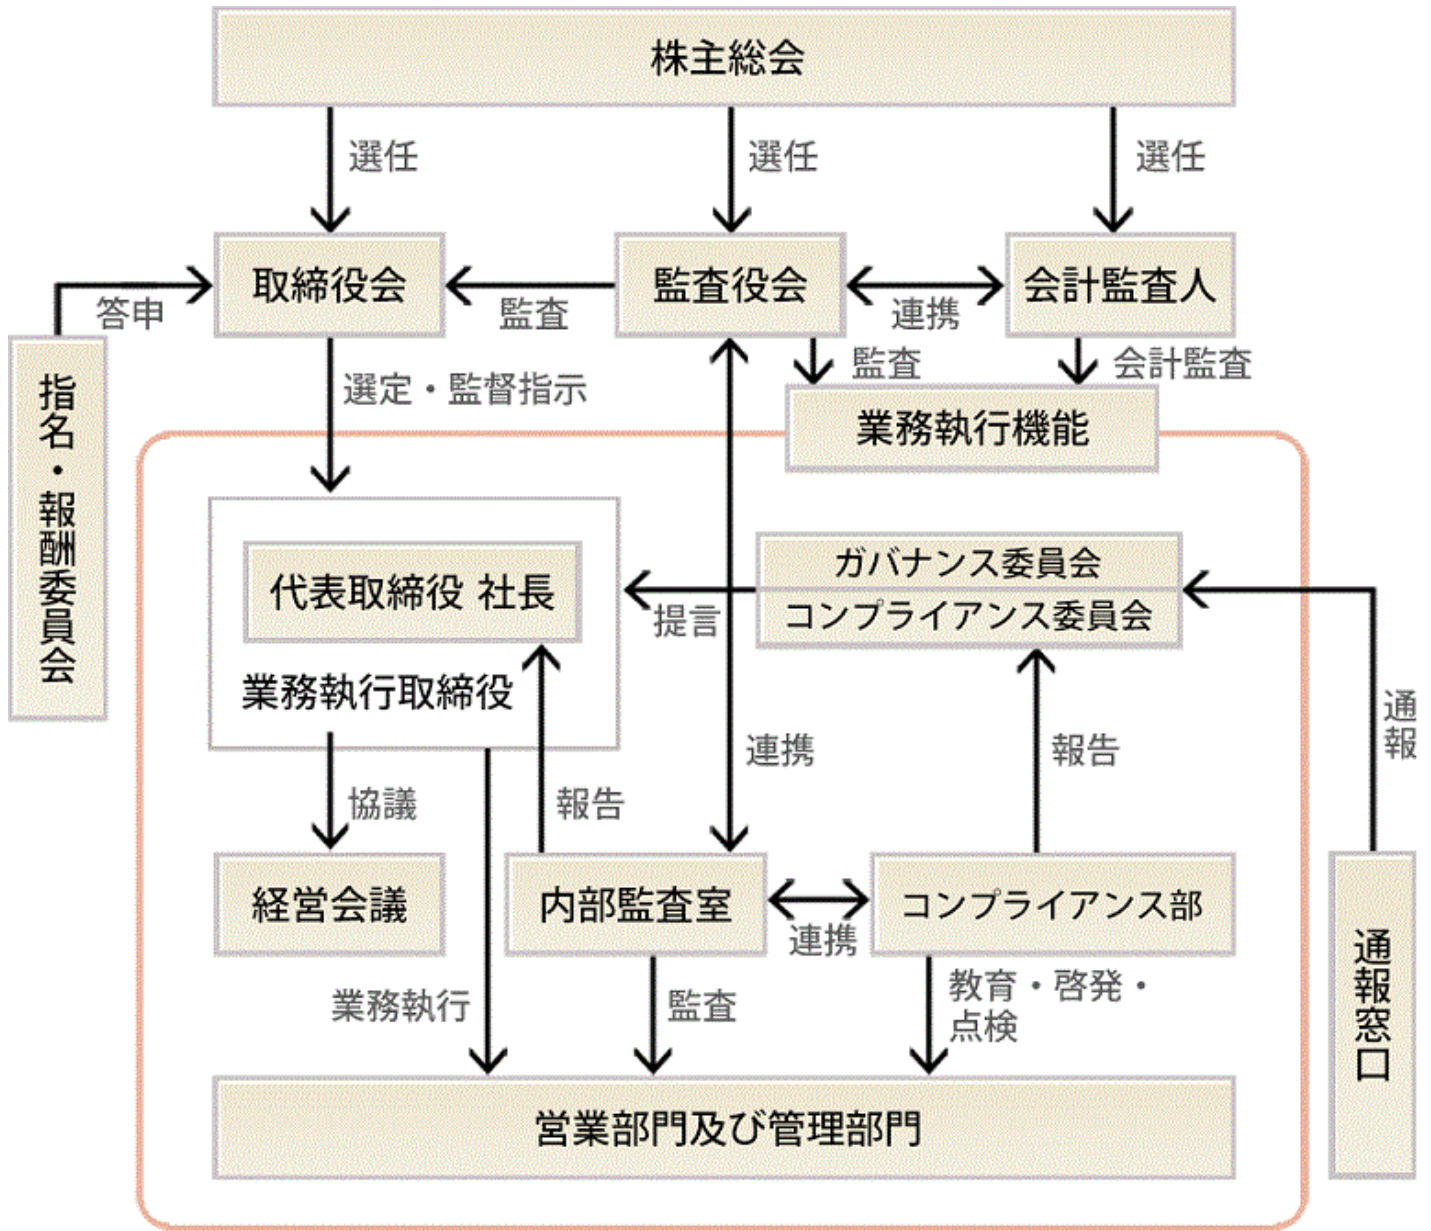 株主総会
選任
選任
選任
取締役会
監査役会
会計監査人
答申
監査
連携
指名・報酬委員会
選定・監督指示
監査
会計監査
業務執行機能
代表取締役 社長
業務執行取締役
提言
ガバナンス委員会
コンプライアンス委員会
通報
協議
報告
連携
報告
経営会議
内部監査室
連携
コンプライアンス部
通報窓口
業務執行
監査
教育・啓発・
点検
営業部門及び管理部門